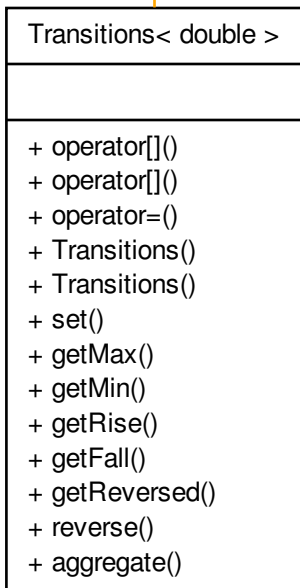 Transitions< double >
+ operator[]()
+ operator[]()
+ operator=()
+ Transitions()
+ Transitions()
+ set()
+ getMax()
+ getMin()
+ getRise()
+ getFall()
+ getReversed()
+ reverse()
+ aggregate()